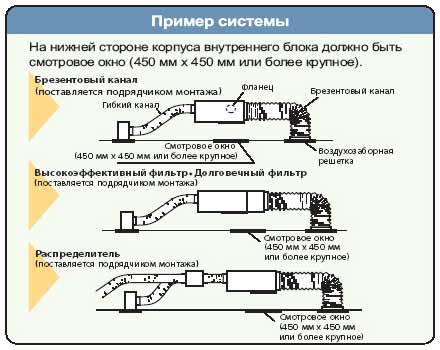 Пример системы
На нижней стороне корпуса внутреннего блока должно быть
смотровое окно (450 мм х 450 мм или более крупное).
Брезентовый канал
(поставляется подрядчиком монтажа)
Гибкий канал
Фланец
Брезентовый канал
Смотровое окно
(450 мм х 450 мм или более крупное)
Воздухозаборная
решетка
Высокоэффективный фильтр•Долговечный фильтр
(поставляется подрядчиком монтажа)
Смотровое окно
(450 мм х 450 мм
или более крупное)
Распределитель
(поставляется подрядчиком монтажа)
Смотровое окно
(450 мм х 450 мм
или более крупное)